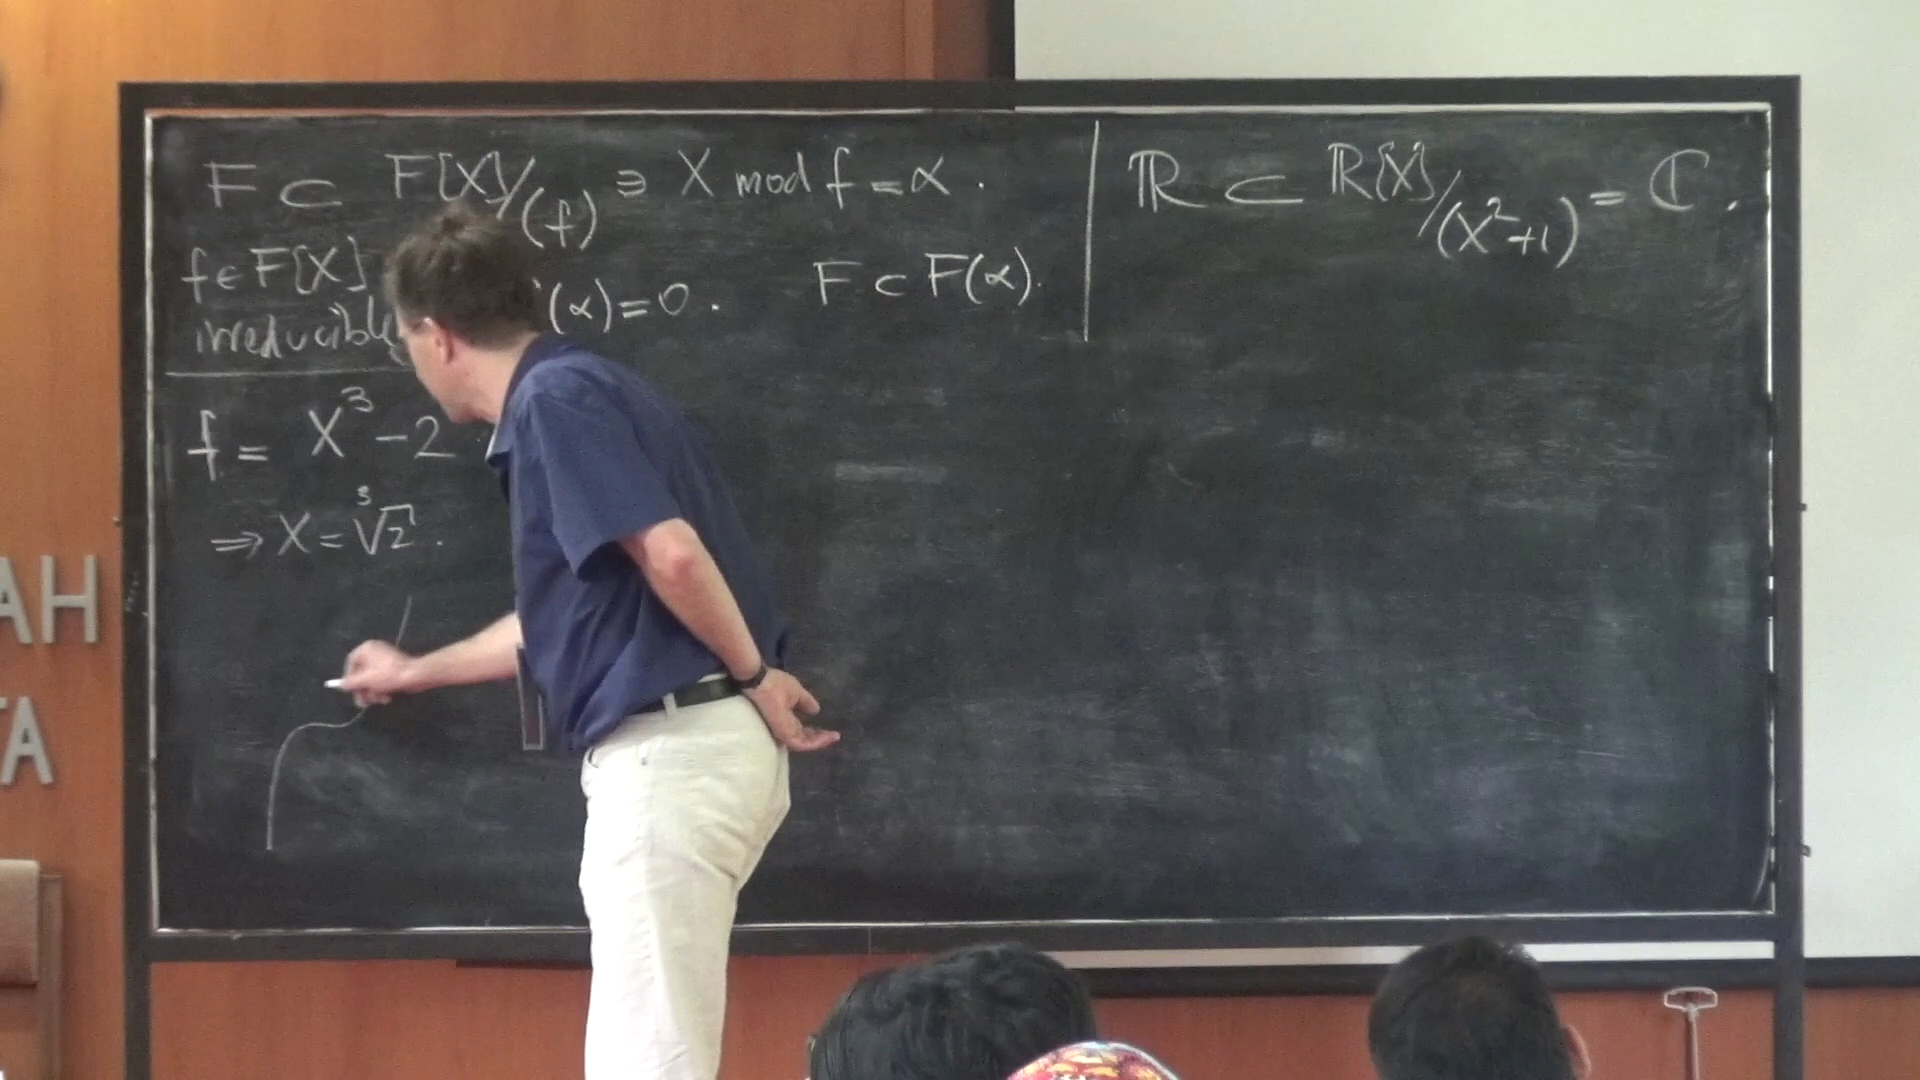 F ⊂ F[X]/(f) ∋ X mod f = α.
f ∈ F[X]
irreducible
(α) = 0.
F ⊂ F(α).
f = X³ - 2
⇒ X = ∛2.
ℝ ⊂ ℝ[X]/(X²+1) = ℂ.
AH
TA